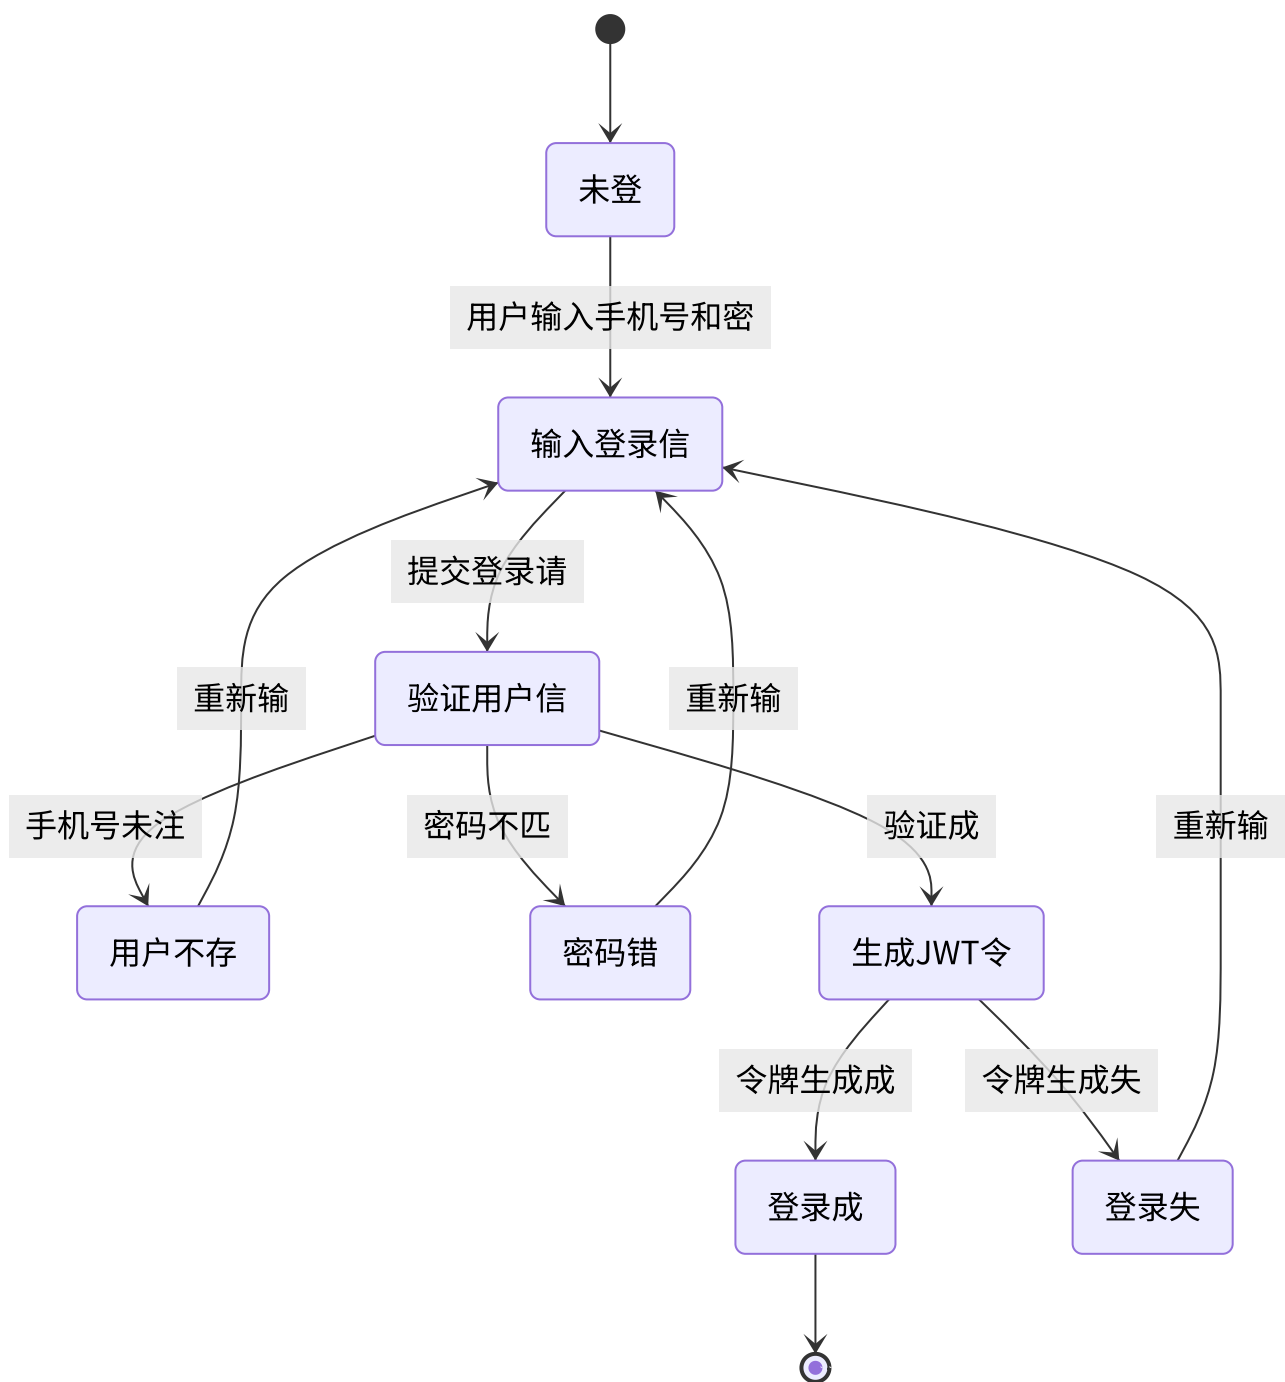 未登
用户输入手机号和密
输入登录信
提交登录请
验证用户信
重新输
重新输
手机号未注
密码不匹
验证成
重新输
用户不存
密码错
生成JWT令
令牌生成成
令牌生成失
登录成
登录失